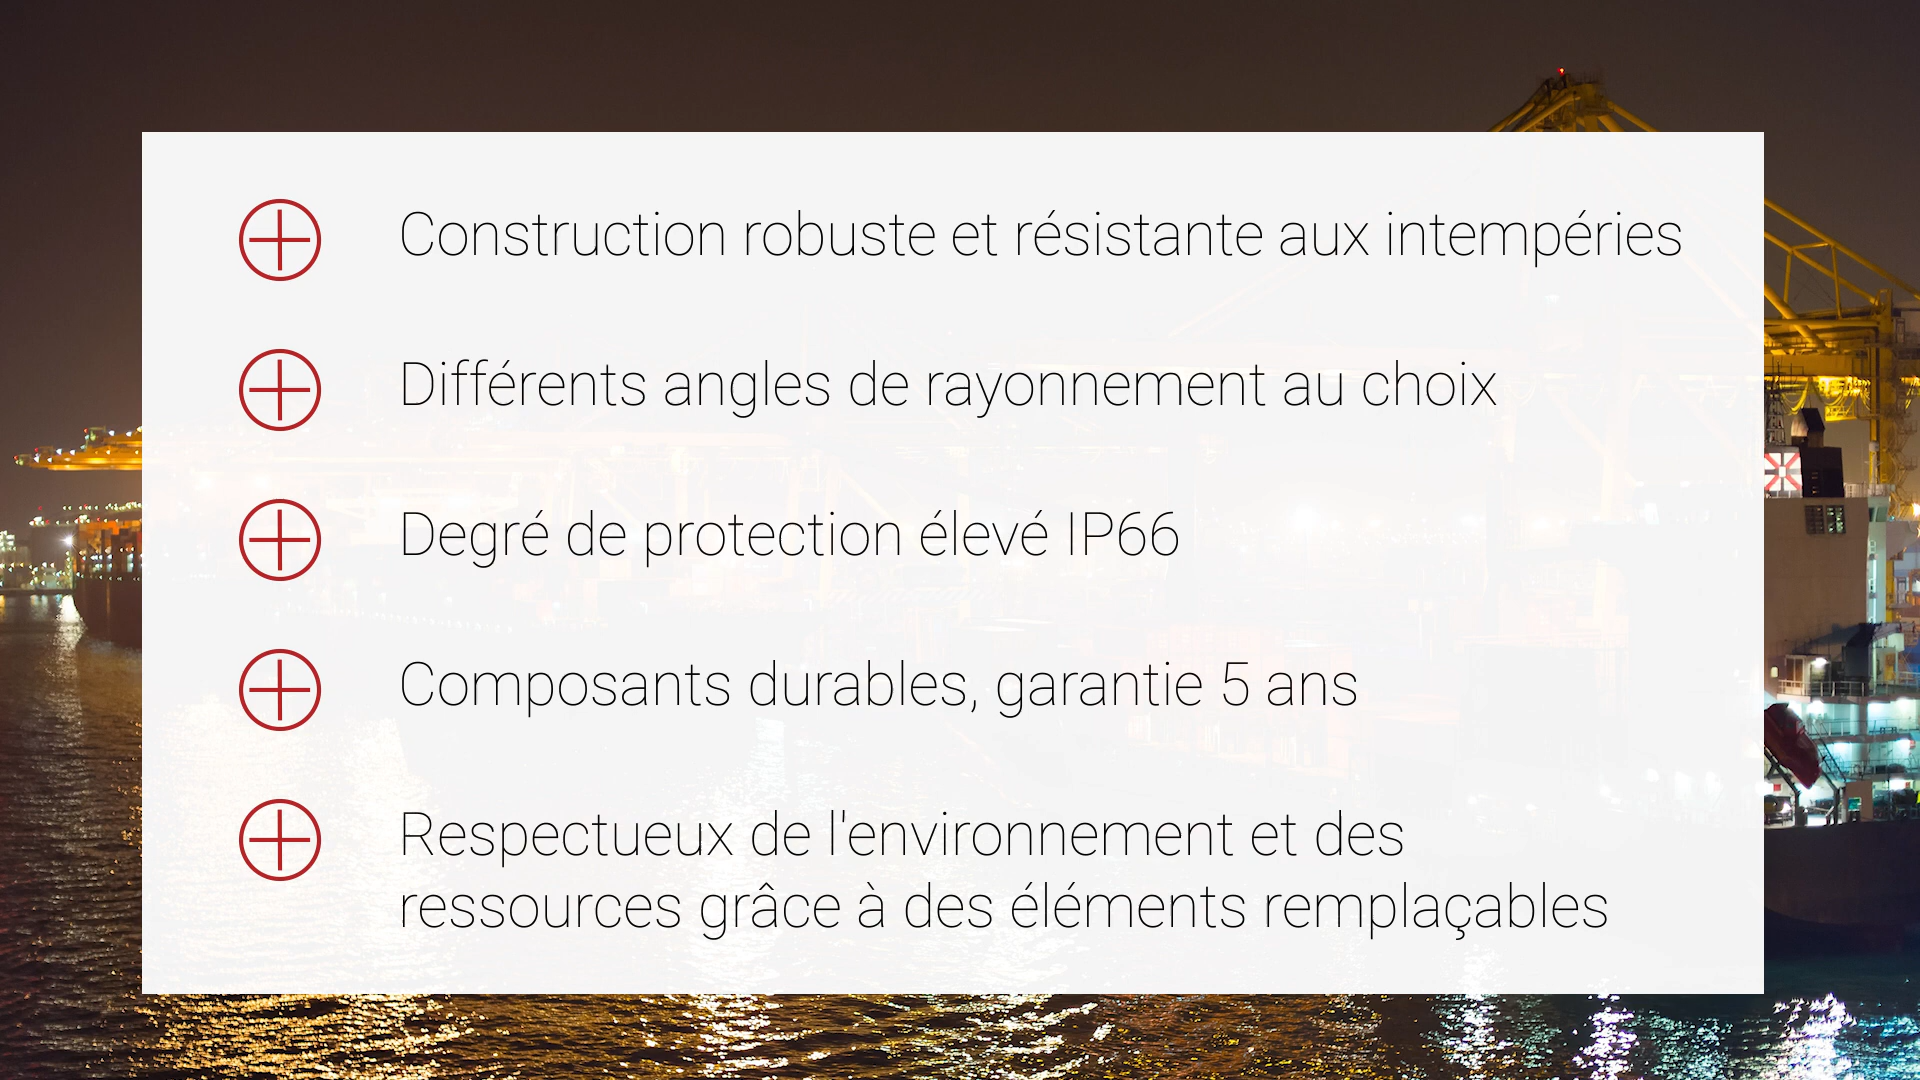 Construction robuste et résistante aux intempéries
Différents angles de rayonnement au choix
Degré de protection élevé IP66
Composants durables, garantie 5 ans
Respectueux de l'environnement et des
ressources grâce à des éléments remplaçables